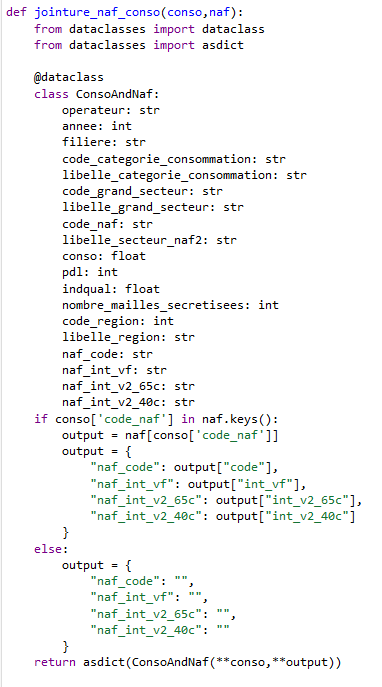 def jointure_naf_conso(conso,naf):
    from dataclasses import dataclass
    from dataclasses import asdict

    @dataclass
    class ConsoAndNaf:
        operateur: str
        annee: int
        filiere: str
        code_categorie_consommation: str
        libelle_categorie_consommation: str
        code_grand_secteur: str
        libelle_grand_secteur: str
        code_naf: str
        libelle_secteur_naf2: str
        conso: float
        pdl: int
        indqual: float
        nombre_mailles_secretisees: int
        code_region: int
        libelle_region: str
        naf_code: str
        naf_int_vf: str
        naf_int_v2_65c: str
        naf_int_v2_40c: str
    if conso['code_naf'] in naf.keys():
        output = naf[conso['code_naf']]
        output = {
            "naf_code": output["code"],
            "naf_int_vf": output["int_vf"],
            "naf_int_v2_65c": output["int_v2_65c"],
            "naf_int_v2_40c": output["int_v2_40c"]
        }
    else:
        output = {
            "naf_code": "",
            "naf_int_vf": "",
            "naf_int_v2_65c": "",
            "naf_int_v2_40c": ""
        }
    return asdict(ConsoAndNaf(**conso,**output))